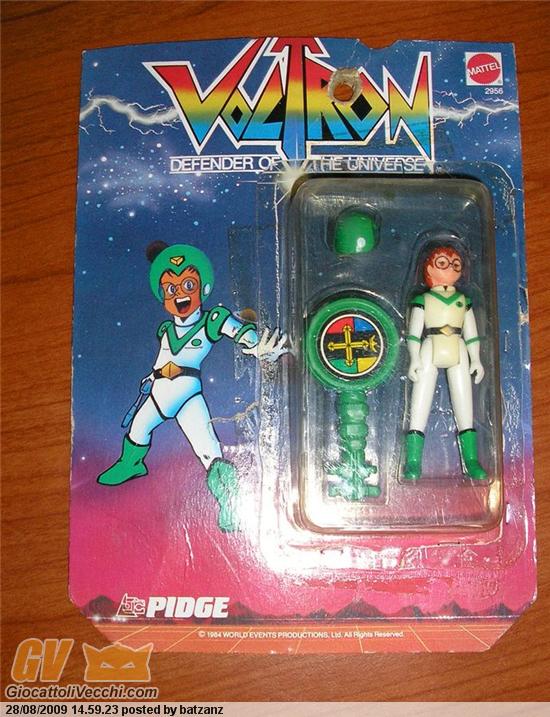 VOLTRON
DEFENDER OF THE UNIVERSE
MATTEL
2956
PIDGE
© 1984 WORLD EVENTS PRODUCTIONS, Ltd. All Rights Reserved.
GV
GiocattoliVecchi.com
28/08/2009 14.59.23 posted by batzanz